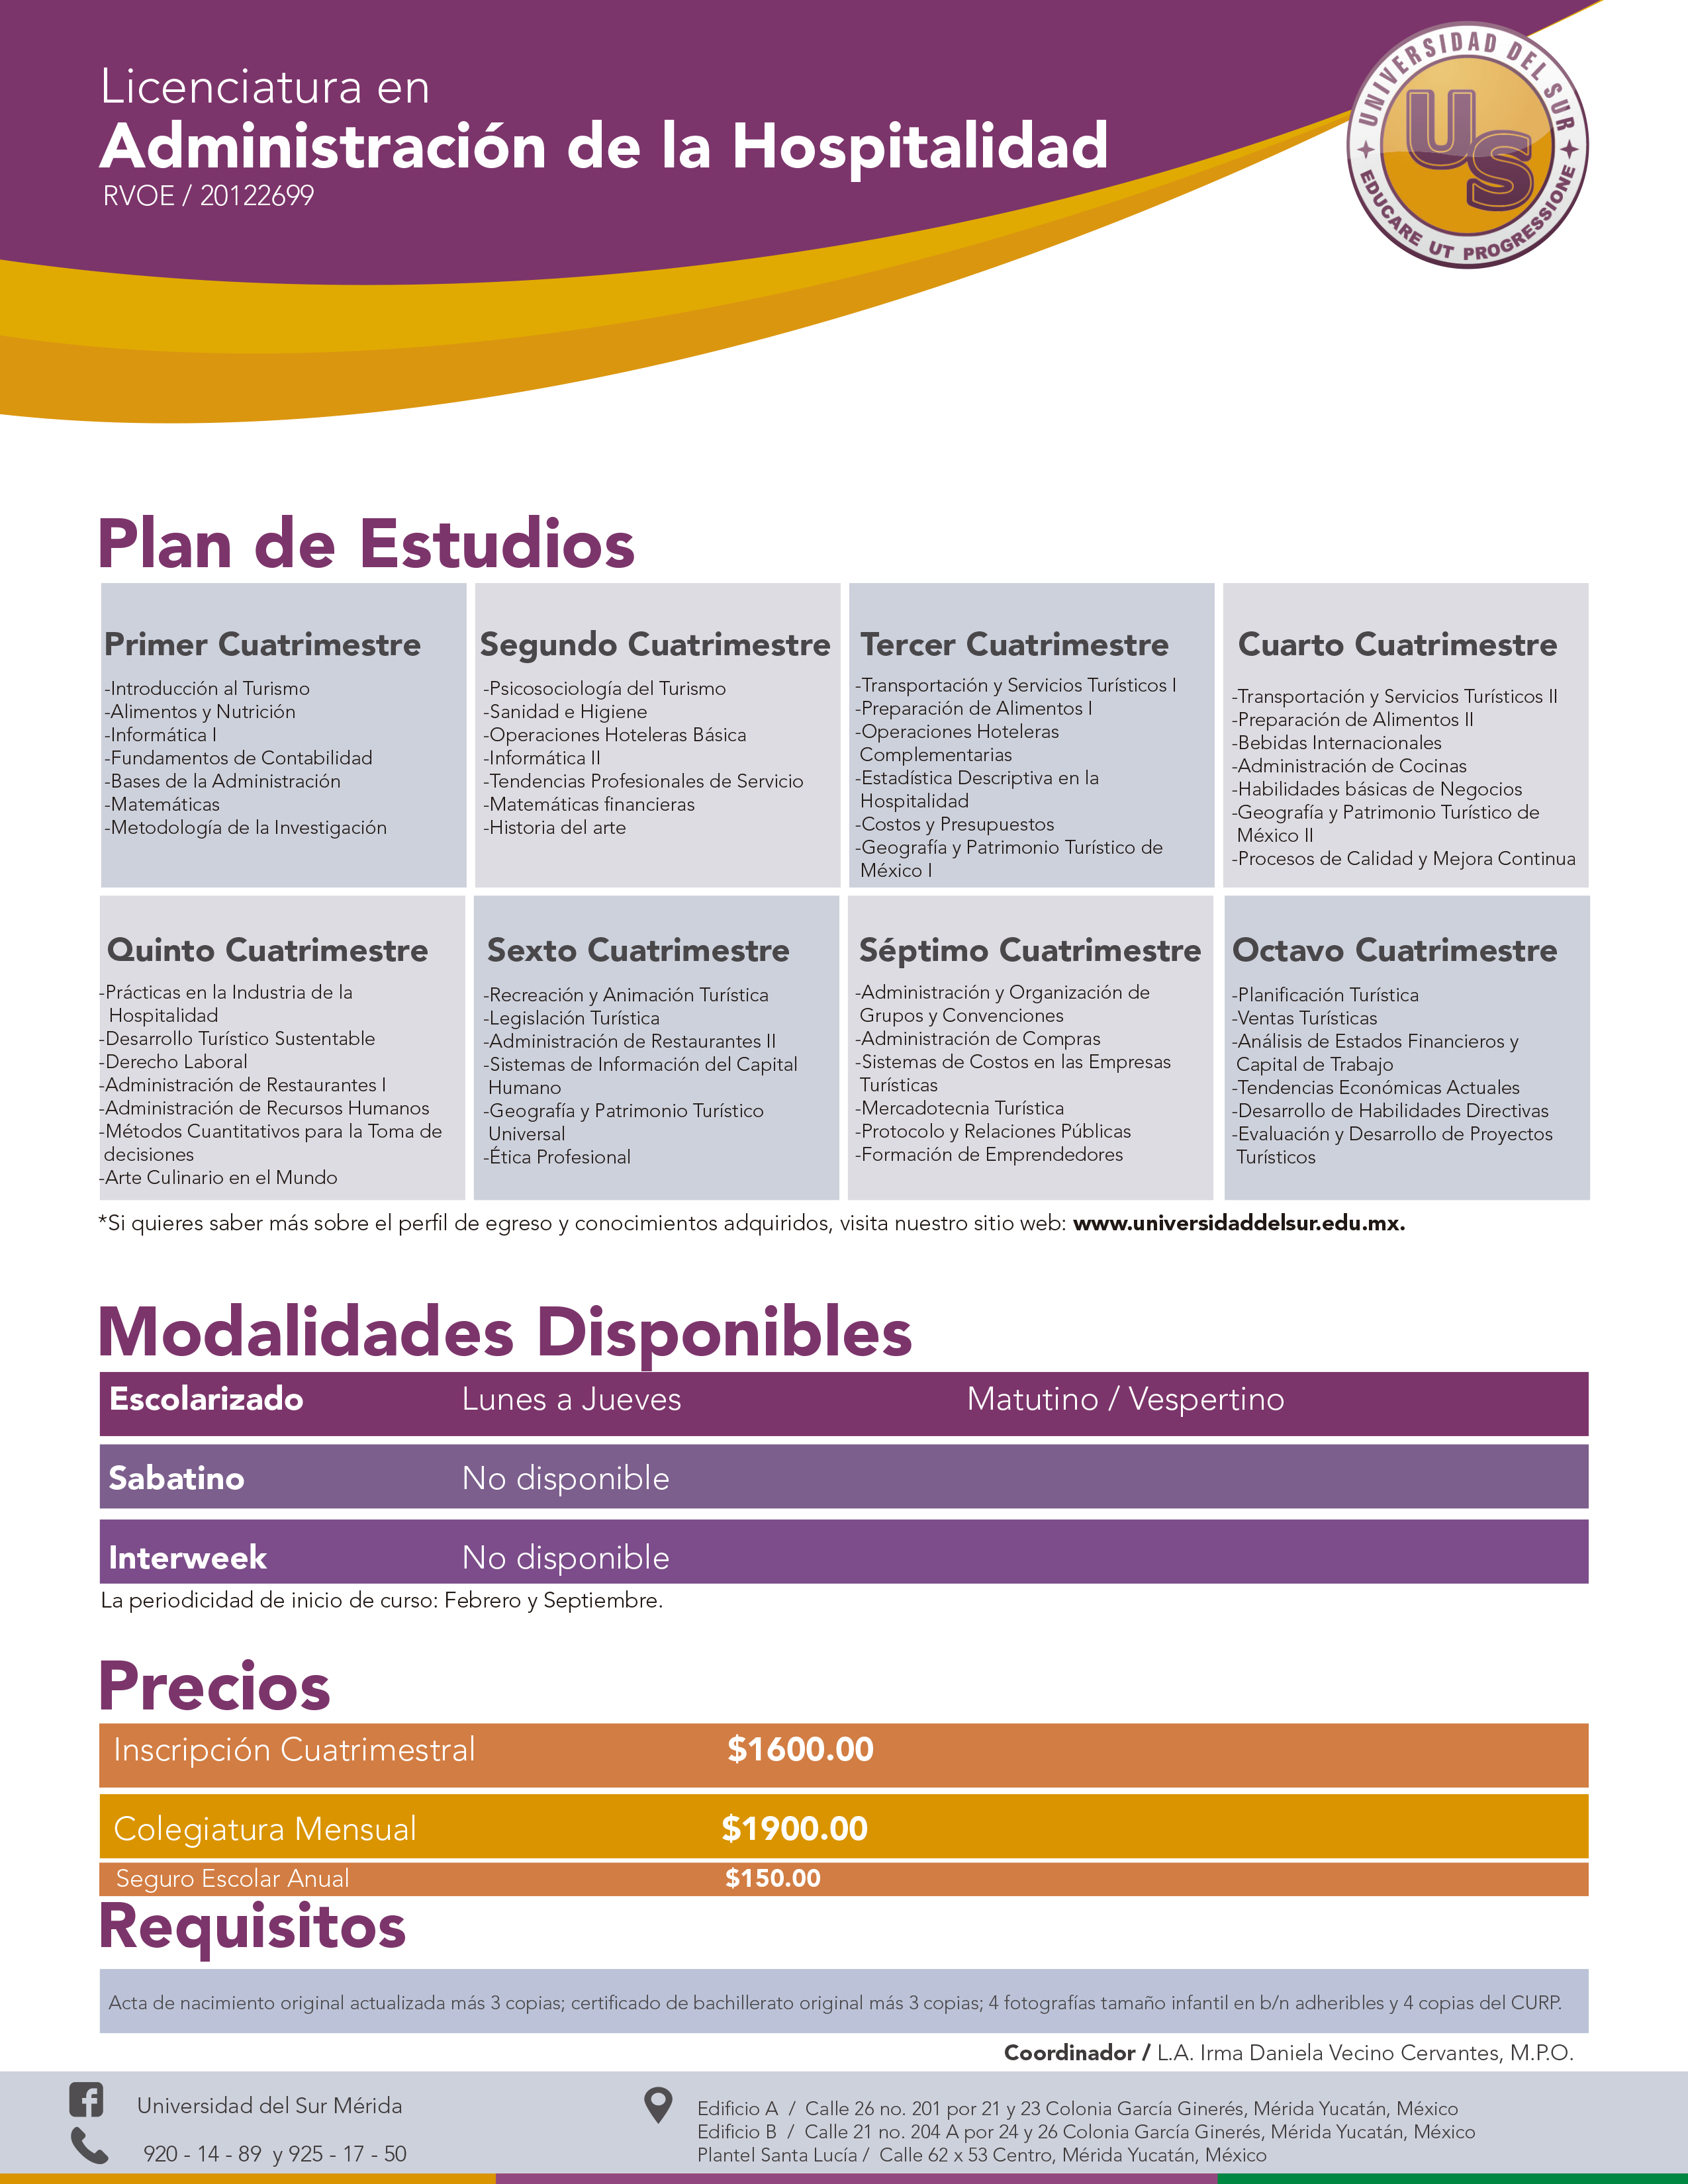 Licenciatura en
Administración de la Hospitalidad
RVOE / 20122699
UNIVERSIDAD DEL SUR
US
EDUCARE UT PROGRESSIONE
Plan de Estudios
Primer Cuatrimestre
-Introducción al Turismo
-Alimentos y Nutrición
-Informática I
-Fundamentos de Contabilidad
-Bases de la Administración
-Matemáticas
-Metodología de la Investigación
Segundo Cuatrimestre
-Psicosociología del Turismo
-Sanidad e Higiene
-Operaciones Hoteleras Básica
-Informática II
-Tendencias Profesionales de Servicio
-Matemáticas financieras
-Historia del arte
Tercer Cuatrimestre
-Transportación y Servicios Turísticos I
-Preparación de Alimentos I
-Operaciones Hoteleras
Complementarias
-Estadística Descriptiva en la
Hospitalidad
-Costos y Presupuestos
-Geografía y Patrimonio Turístico de
México I
Cuarto Cuatrimestre
-Transportación y Servicios Turísticos II
-Preparación de Alimentos II
-Bebidas Internacionales
-Administración de Cocinas
-Habilidades básicas de Negocios
-Geografía y Patrimonio Turístico de
México II
-Procesos de Calidad y Mejora Continua
Quinto Cuatrimestre
-Prácticas en la Industria de la
Hospitalidad
-Desarrollo Turístico Sustentable
-Derecho Laboral
-Administración de Restaurantes I
-Administración de Recursos Humanos
-Métodos Cuantitativos para la Toma de
decisiones
-Arte Culinario en el Mundo
Sexto Cuatrimestre
-Recreación y Animación Turística
-Legislación Turística
-Administración de Restaurantes II
-Sistemas de Información del Capital
Humano
-Geografía y Patrimonio Turístico
Universal
-Ética Profesional
Séptimo Cuatrimestre
-Administración y Organización de
Grupos y Convenciones
-Administración de Compras
-Sistemas de Costos en las Empresas
Turísticas
-Mercadotecnia Turística
-Protocolo y Relaciones Públicas
-Formación de Emprendedores
Octavo Cuatrimestre
-Planificación Turística
-Ventas Turísticas
-Análisis de Estados Financieros y
Capital de Trabajo
-Tendencias Económicas Actuales
-Desarrollo de Habilidades Directivas
-Evaluación y Desarrollo de Proyectos
Turísticos
*Si quieres saber más sobre el perfil de egreso y conocimientos adquiridos, visita nuestro sitio web: www.universidaddelsur.edu.mx.
Modalidades Disponibles
Escolarizado Lunes a Jueves Matutino / Vespertino
Sabatino No disponible
Interweek No disponible
La periodicidad de inicio de curso: Febrero y Septiembre.
Precios
Inscripción Cuatrimestral $1600.00
Colegiatura Mensual $1900.00
Seguro Escolar Anual $150.00
Requisitos
Acta de nacimiento original actualizada más 3 copias; certificado de bachillerato original más 3 copias; 4 fotografías tamaño infantil en b/n adheribles y 4 copias del CURP.
Coordinador / L.A. Irma Daniela Vecino Cervantes, M.P.O.
Universidad del Sur Mérida
920 - 14 - 89 y 925 - 17 - 50
Edificio A / Calle 26 no. 201 por 21 y 23 Colonia García Ginerés, Mérida Yucatán, México
Edificio B / Calle 21 no. 204 A por 24 y 26 Colonia García Ginerés, Mérida Yucatán, México
Plantel Santa Lucía / Calle 62 x 53 Centro, Mérida Yucatán, México